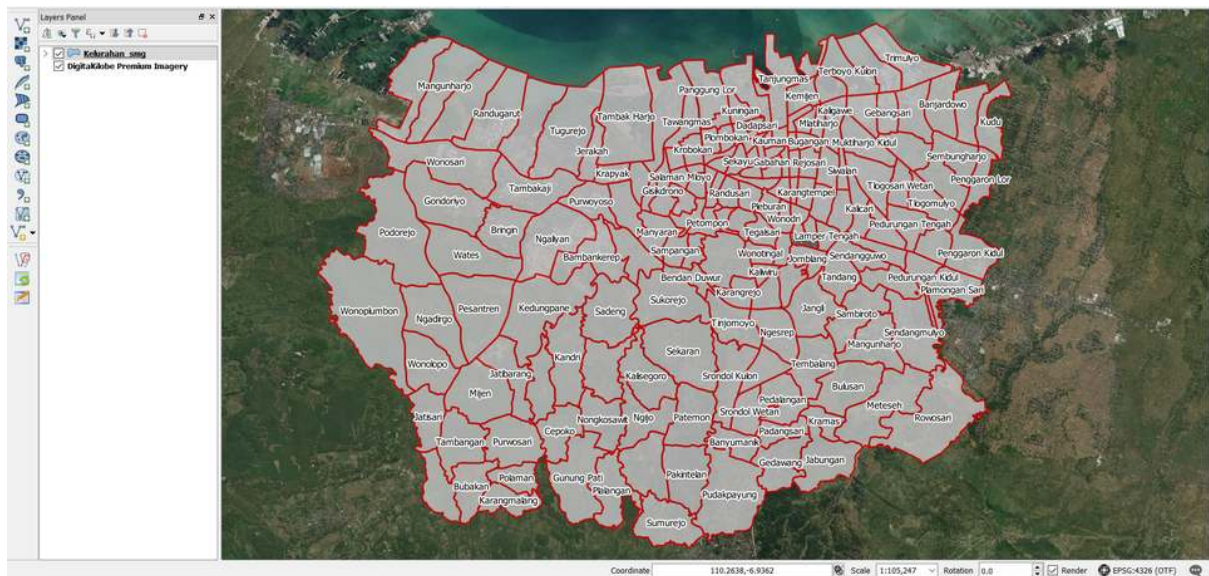 Layers Panel
Kelurahan_smg
DigitalGlobe Premium Imagery
Trimulyo
Terboyo Kulon
Tanjungmas
Mangunharjo
Panggung Lor
Kemijen
Banjardowo
Randugarut
Kuningan
Kaligawe
Gebangsari
Kudu
Tambak Harjo
Tawangmas
Dadapsari
Mlatiharjo
Tugurejo
Plombokan
Kauman
Bugangan
Muktiharjo Kidul
Jerakah
Krobokan
Sembungharjo
Wonosari
Sekayu
Gabahan
Rejosari
Siwalan
Krapyak
Salaman Mloyo
Penggaron Lor
Tambakaji
Gisikdrono
Randusari
Karangtempel
Tlogosari Wetan
Gondoriyo
Purwoyoso
Pleburan
Kalicari
Tlogomulyo
Bringin
Petompon
Wonodri
Pedurungan Tengah
Podorejo
Ngaliyan
Manyaran
Tegalsari
Lamper Tengah
Wates
Bambankerep
Sampangan
Wonotingal
Jomblang
Sendangguwo
Penggaron Kidul
Bendan Duwur
Kaliwiru
Tandang
Pedurungan Kidul
Karangrejo
Plamongan Sari
Wonoplumbon
Ngadirgo
Pesantren
Kedungpane
Sadeng
Sukorejo
Jangli
Sambiroto
Tinjomoyo
Ngesrep
Sendangmulyo
Mangunharjo
Wonolopo
Kandri
Sekaran
Tembalang
Jatibarang
Kalisegoro
Srondol Kulon
Bulusan
Mijen
Pedalangan
Meteseh
Jatisari
Nongkosawit
Ngijo
Patemon
Srondol Wetan
Kramas
Rowosari
Tambangan
Purwosari
Cepoko
Banyumanik
Padangsari
Gedawang
Jabungan
Bubakan
Polaman
Gunung Pati
Pakintelan
Karangmalang
Plalangan
Pudakpayung
Sumurejo
Coordinate 110.2638,-6.9362 Scale 1:105,247 Rotation 0.0 Render EPSG:4326 (OTF)